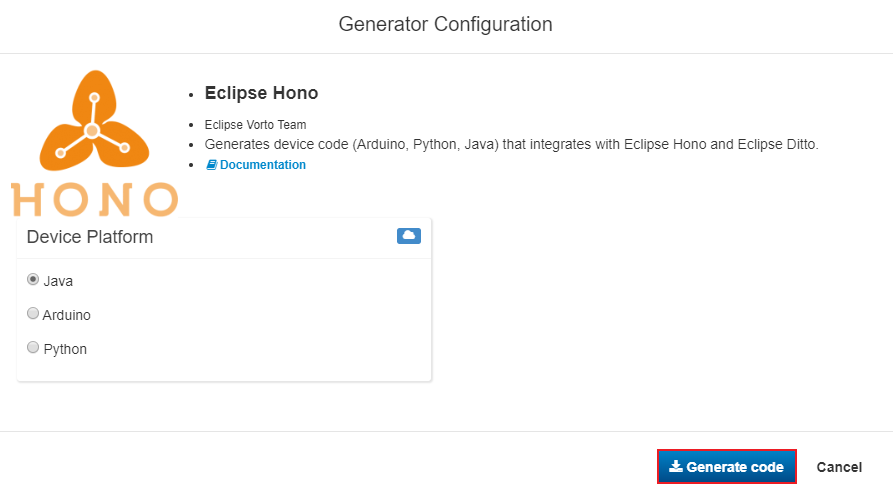 Generator Configuration
Eclipse Hono
Eclipse Vorto Team
Generates device code (Arduino, Python, Java) that integrates with Eclipse Hono and Eclipse Ditto.
Documentation
HONO
Device Platform
Java
Arduino
Python
Generate code
Cancel